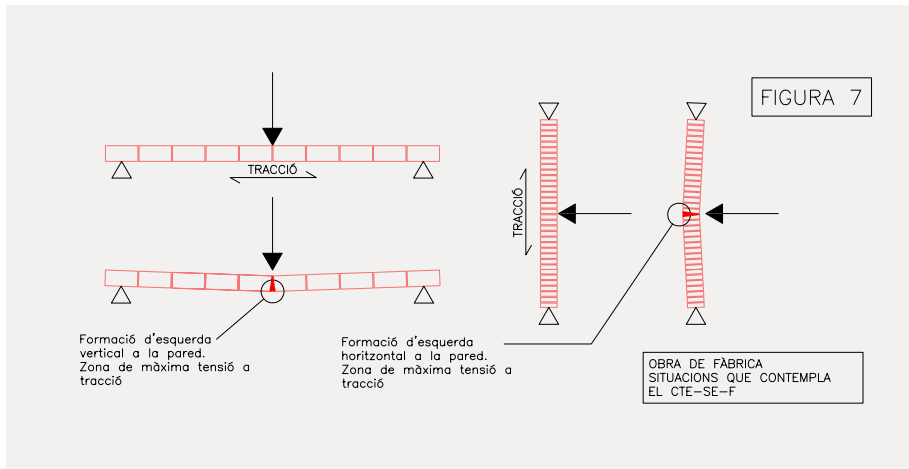 FIGURA 7
TRACCIÓ
TRACCIÓ
Formació d'esquerda
vertical a la pared.
Zona de màxima tensió a
tracció
Formació d'esquerda
horitzontal a la pared.
Zona de màxima tensió a
tracció
OBRA DE FÀBRICA
SITUACIONS QUE CONTEMPLA
EL CTE-SE-F